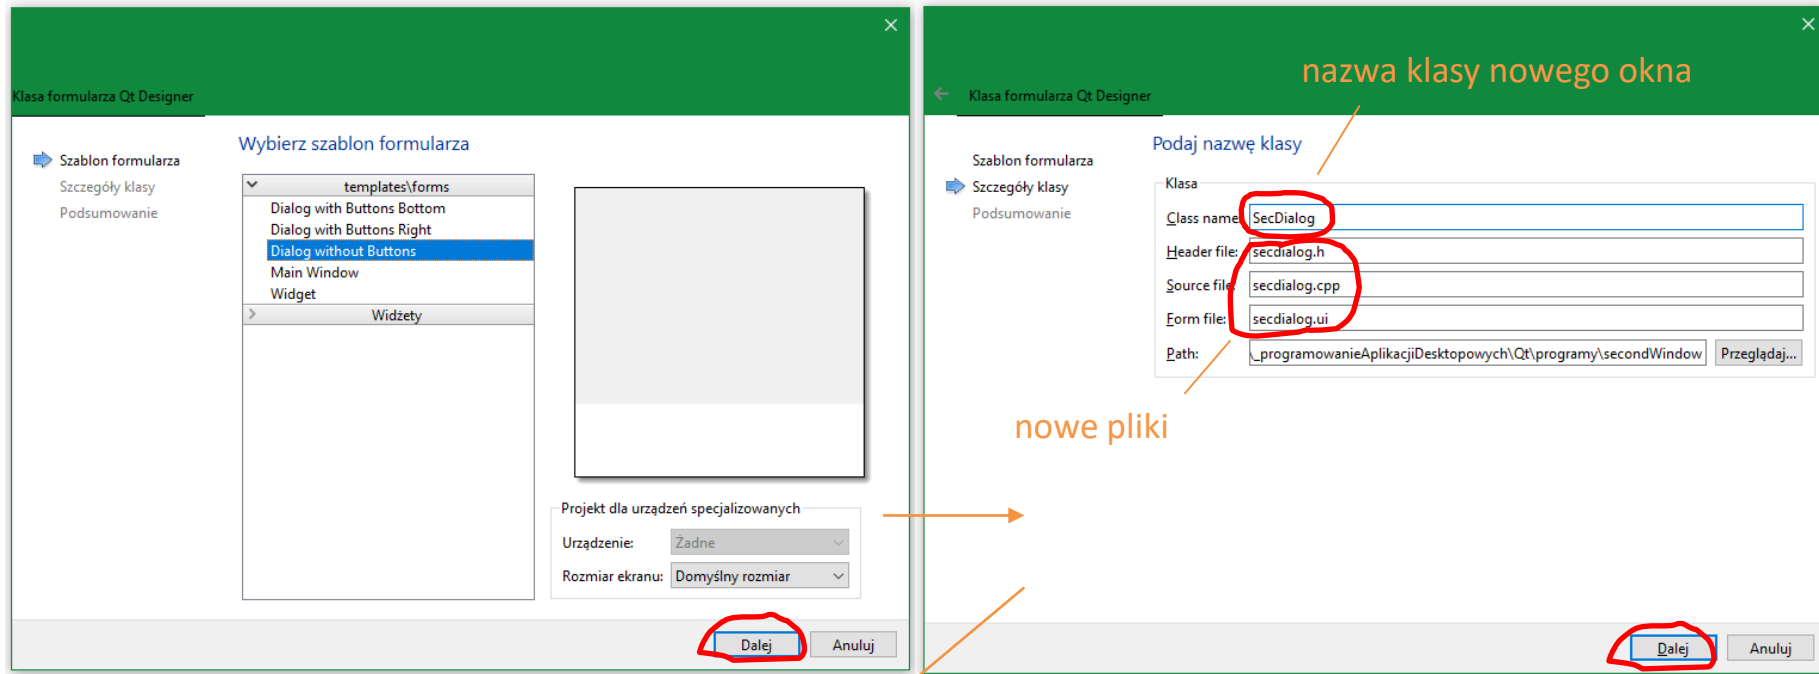 Klasa formularza Qt Designer
Szablon formularza
Szczegóły klasy
Podsumowanie
Wybierz szablon formularza
templates\forms
Dialog with Buttons Bottom
Dialog with Buttons Right
Dialog without Buttons
Main Window
Widget
Widżety
Projekt dla urządzeń specjalizowanych
Urządzenie: Żadne
Rozmiar ekranu: Domyślny rozmiar
Dalej Anuluj
nazwa klasy nowego okna
Klasa formularza Qt Designer
Szablon formularza
Szczegóły klasy
Podsumowanie
Podaj nazwę klasy
Klasa
Class name: SecDialog
Header file: secdialog.h
Source file: secdialog.cpp
Form file: secdialog.ui
Path: \_programowanieAplikacjiDesktopowych\Qt\programy\secondWindow Przeglądaj...
nowe pliki
Dalej Anuluj